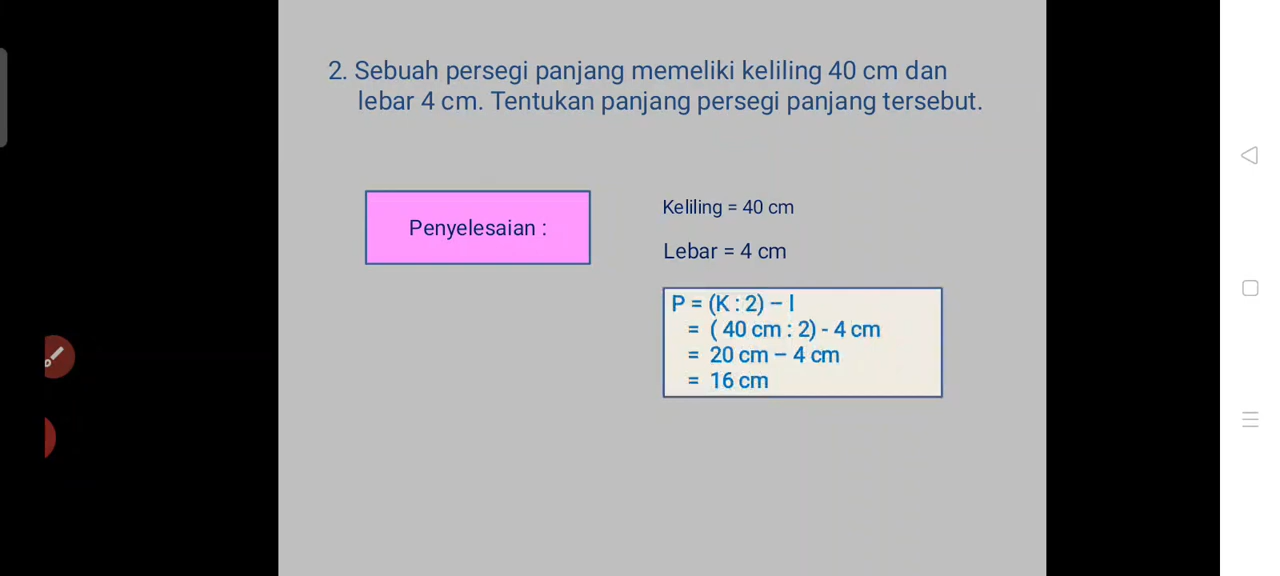 2. Sebuah persegi panjang memeliki keliling 40 cm dan
lebar 4 cm. Tentukan panjang persegi panjang tersebut.
Penyelesaian :
Keliling = 40 cm
Lebar = 4 cm
P = (K : 2) – l
= ( 40 cm : 2) - 4 cm
= 20 cm – 4 cm
= 16 cm